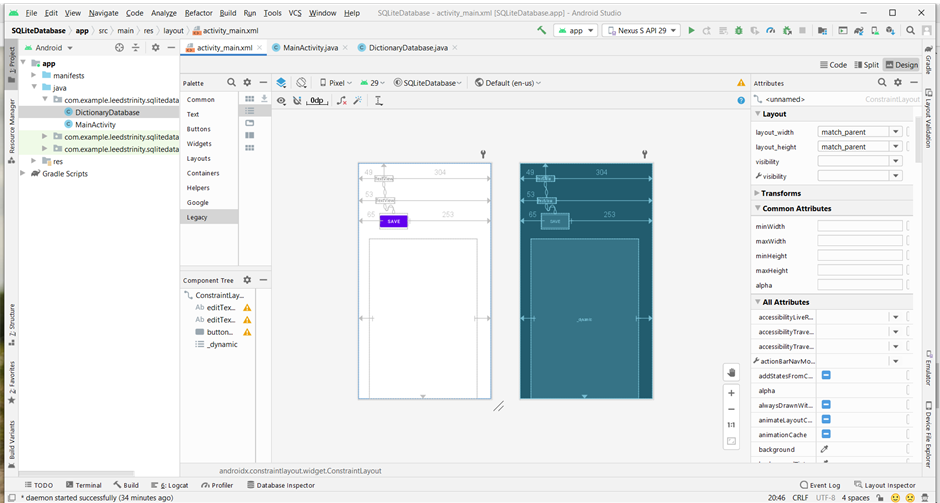 File Edit View Navigate Code Analyze Refactor Build Run Tools VCS Window Help SQLiteDatabase - activity_main.xml [SQLiteDatabase.app] - Android Studio
SQLiteDatabase app src main res layout activity_main.xml app Nexus S API 29
Android activity_main.xml MainActivity.java DictionaryDatabase.java
1: Project
Resource Manager
Z: Structure
2: Favorites
Build Variants
app
manifests
java
com.example.leedstrinity.sqlitedata
DictionaryDatabase
MainActivity
com.example.leedstrinity.sqlitedata
com.example.leedstrinity.sqlitedata
res
Gradle Scripts
Palette
Common
Text
Buttons
Widgets
Layouts
Containers
Helpers
Google
Legacy
Component Tree
ConstraintLay...
Ab editTex...
Ab editTex...
button...
_dynamic
Code Split Design
Pixel 29 SQLiteDatabase Default (en-us)
0dp
49 304
53
65 SAVE 253
49 304
53
65 SAVE 253
_dynamic
1:1
Attributes
<unnamed> ConstraintLayout
Layout
layout_width match_parent
layout_height match_parent
visibility
visibility
Transforms
Common Attributes
minWidth
maxWidth
minHeight
maxHeight
alpha
All Attributes
accessibilityLiveR...
accessibilityTrave...
accessibilityTrave...
actionBarNavMo...
addStatesFromC...
alpha
alwaysDrawnWit...
animateLayoutC...
animationCache
background
Gradle
Layout Validation
Emulator
Device File Explorer
androidx.constraintlayout.widget.ConstraintLayout
TODO Terminal Build 6: Logcat Profiler Database Inspector Event Log Layout Inspector
* daemon started successfully (34 minutes ago) 20:46 CRLF UTF-8 4 spaces